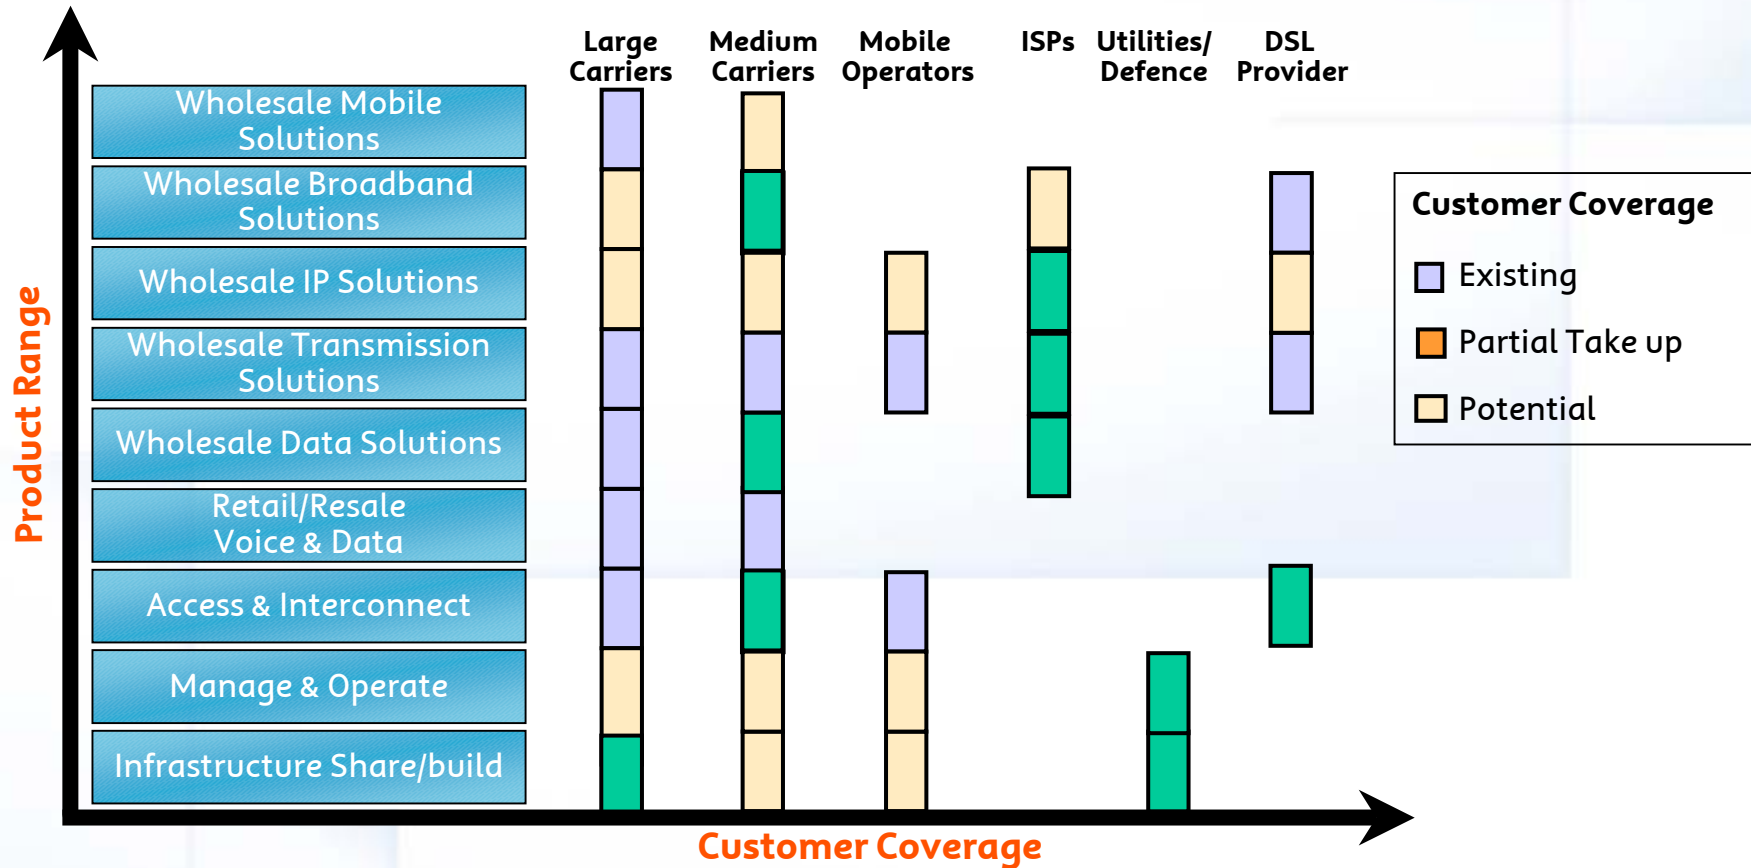 Large
Carriers
Medium
Carriers
Mobile
Operators
ISPs
Utilities/
Defence
DSL
Provider
Wholesale Mobile
Solutions
Wholesale Broadband
Solutions
Wholesale IP Solutions
Wholesale Transmission
Solutions
Wholesale Data Solutions
Retail/Resale
Voice & Data
Access & Interconnect
Manage & Operate
Infrastructure Share/build
Product Range
Customer Coverage
Customer Coverage
Existing
Partial Take up
Potential